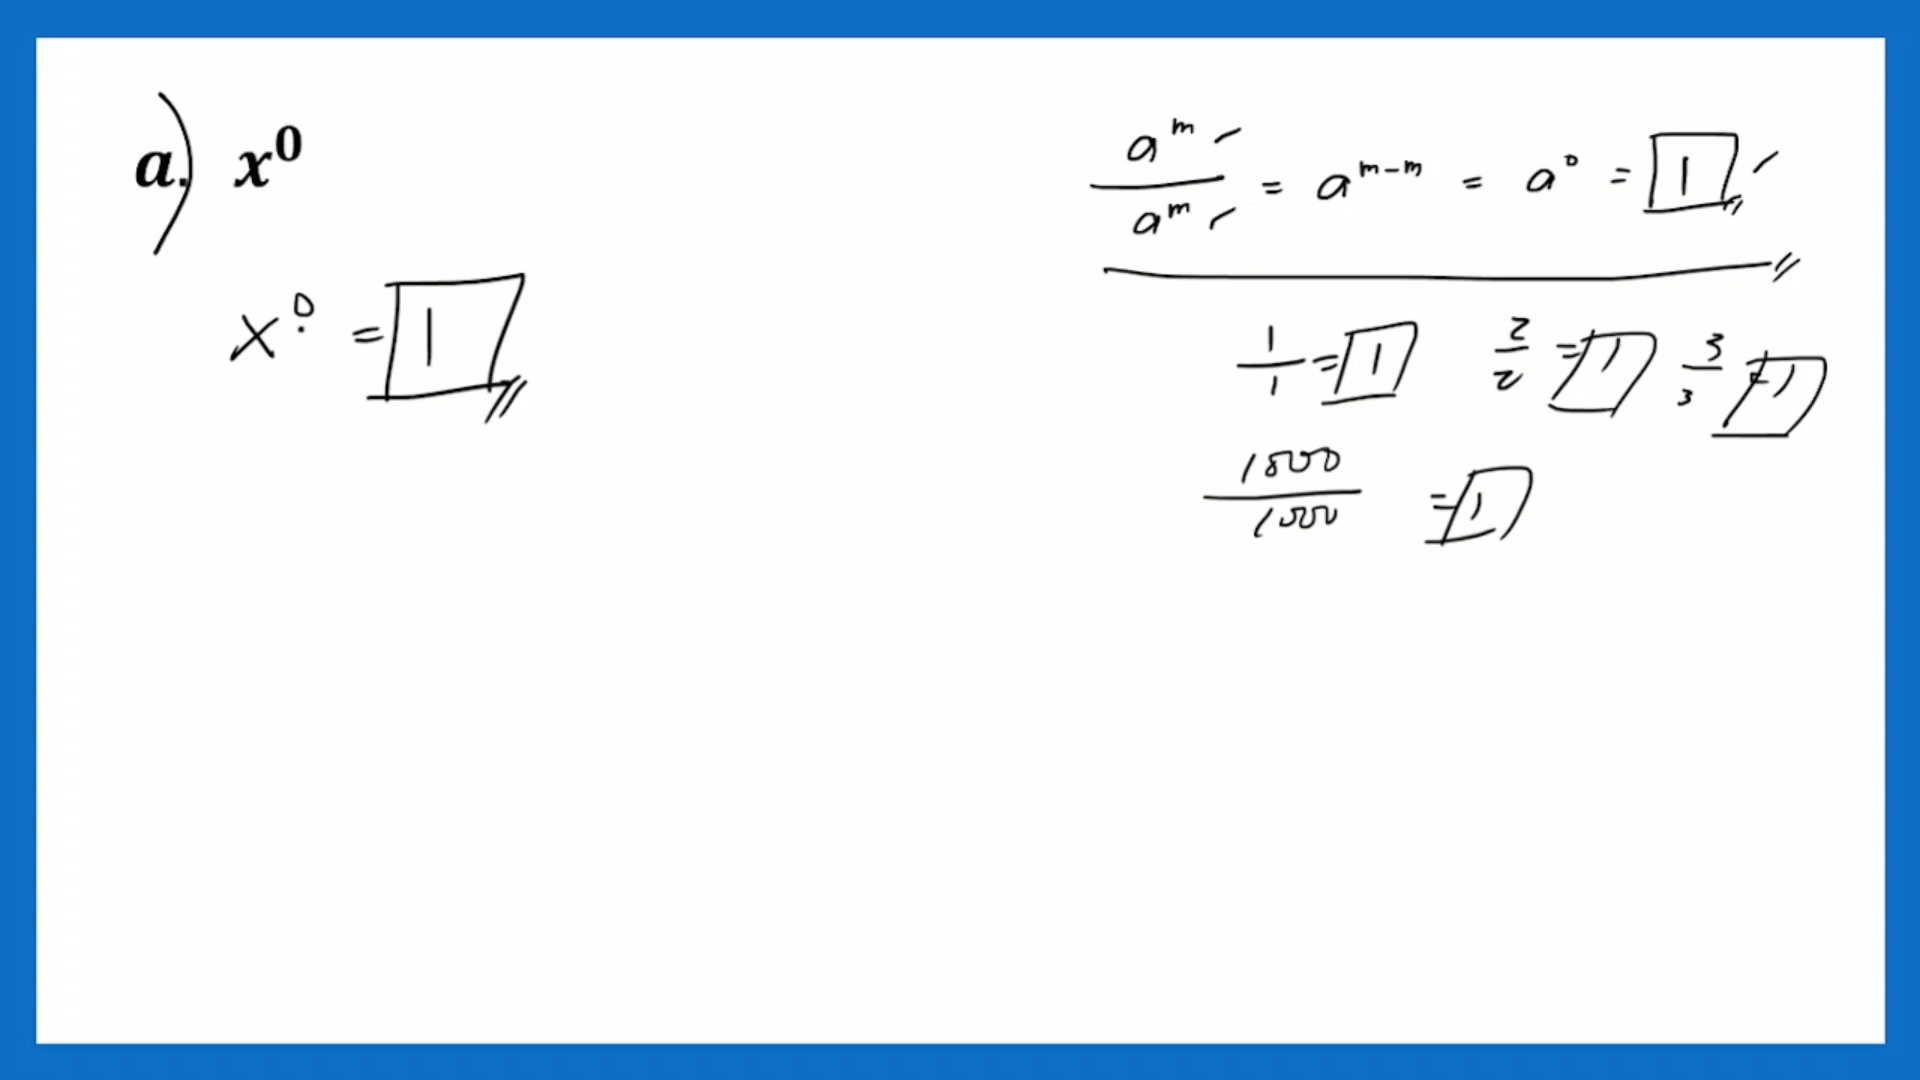 a.) x⁰
x⁰ = 1
aᵐ / aᵐ = aᵐ⁻ᵐ = a⁰ = 1
1/1 = 1 2/2 = 1 3/3 = 1
1000/1000 = 1